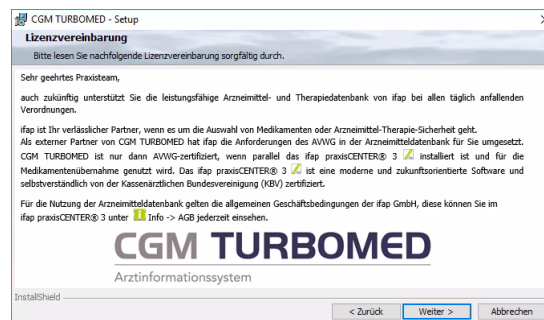 CGM TURBOMED - Setup
Lizenzvereinbarung
Bitte lesen Sie nachfolgende Lizenzvereinbarung sorgfältig durch.
Sehr geehrtes Praxisteam,
auch zukünftig unterstützt Sie die leistungsfähige Arzneimittel- und Therapiedatenbank von ifap bei allen täglich anfallenden
Verordnungen.
ifap ist Ihr verlässlicher Partner, wenn es um die Auswahl von Medikamenten oder Arzneimittel-Therapie-Sicherheit geht.
Als externer Partner von CGM TURBOMED hat ifap die Anforderungen des AVWG in der Arzneimitteldatenbank für Sie umgesetzt.
CGM TURBOMED ist nur dann AVWG-zertifiziert, wenn parallel das ifap praxisCENTER® 3 installiert ist und für die
Medikamentenübernahme genutzt wird. Das ifap praxisCENTER® 3 ist eine moderne und zukunftsorientierte Software und
selbstverständlich von der Kassenärztlichen Bundesvereinigung (KBV) zertifiziert.
Für die Nutzung der Arzneimitteldatenbank gelten die allgemeinen Geschäftsbedingungen der ifap GmbH, diese können Sie im
ifap praxisCENTER® 3 unter Info -> AGB jederzeit einsehen.
CGM TURBOMED
Arztinformationssystem
InstallShield
< Zurück Weiter > Abbrechen